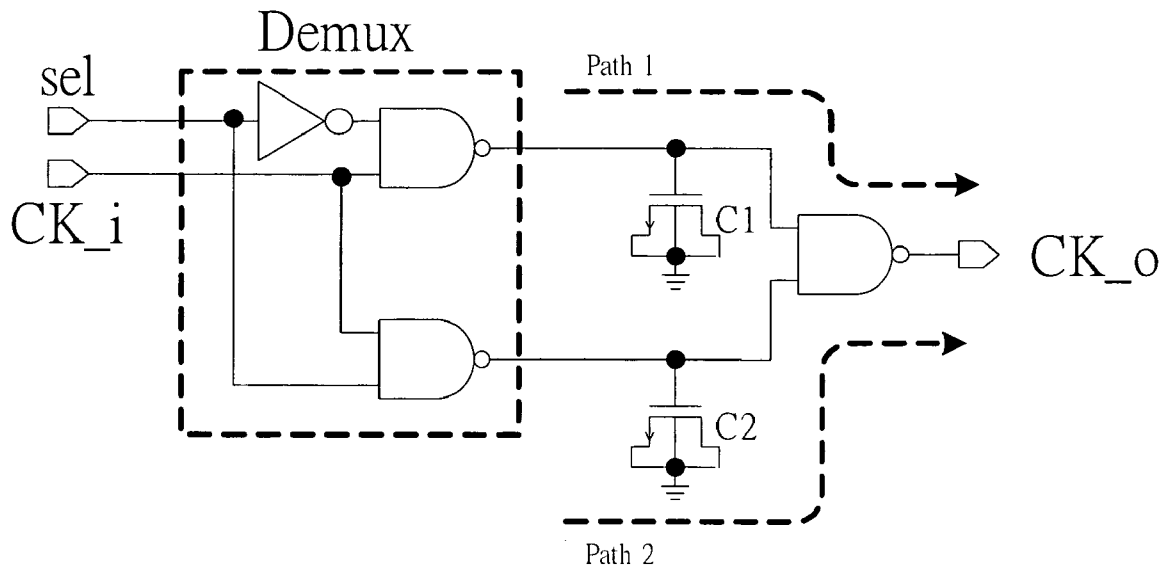 Demux
sel
Path 1
CK_i
C1
CK_o
C2
Path 2